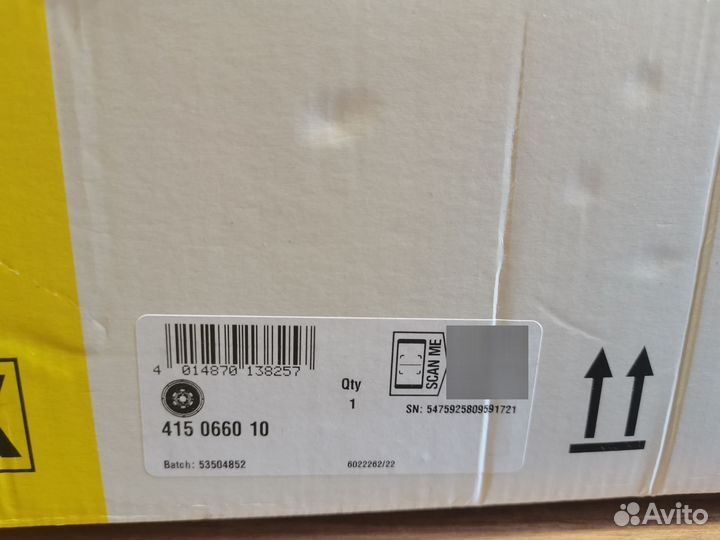 4 014870 138257
Qty
1
SCAN ME
SN: 5475925809591721
415 0660 10
Batch: 53504852
6022262/22
Avito